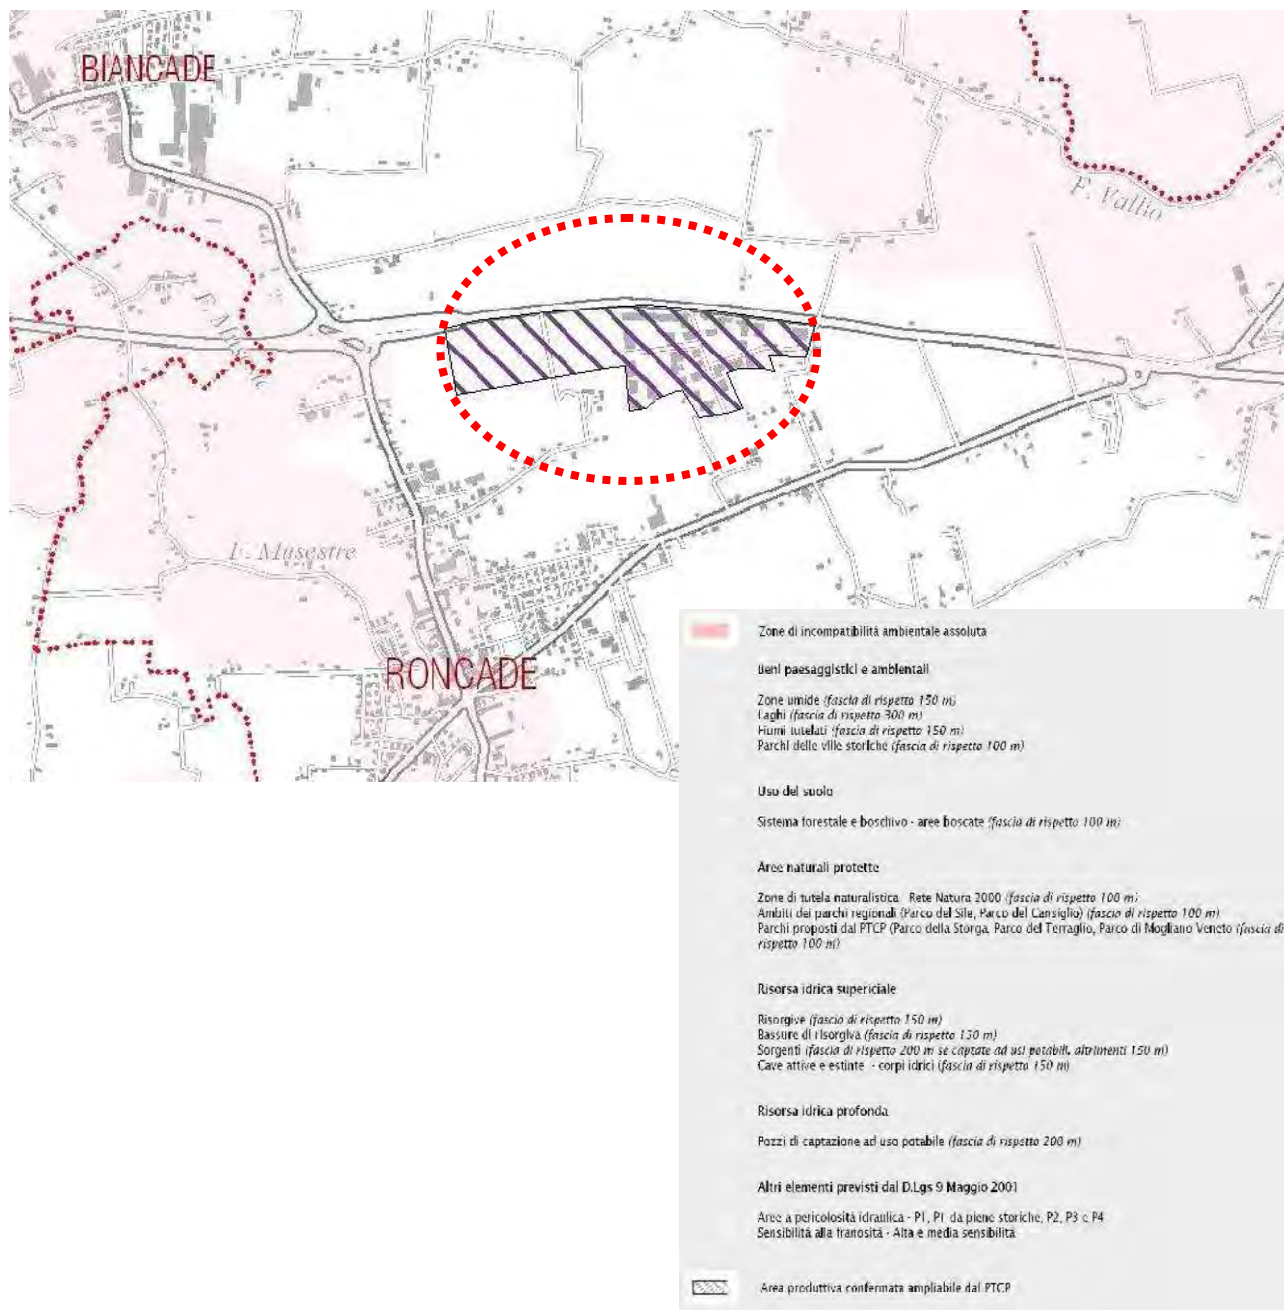 BIANCADE
F. Vallio
F. Musestre
RONCADE
Zone di incompatibilità ambientale assoluta
Beni paesaggistici e ambientali
Zone umide (fascia di rispetto 150 m)
Laghi (fascia di rispetto 300 m)
Fiumi tutelati (fascia di rispetto 150 m)
Parchi delle ville storiche (fascia di rispetto 100 m)
Uso del suolo
Sistema forestale e boschivo - aree boscate (fascia di rispetto 100 m)
Aree naturali protette
Zone di tutela naturalistica Rete Natura 2000 (fascia di rispetto 100 m)
Ambiti dei parchi regionali (Parco del Sile, Parco del Cansiglio) (fascia di rispetto 100 m)
Parchi proposti dal PTCP (Parco della Storga, Parco del Terraglio, Parco di Mogliano Veneto (fascia di
rispetto 100 m)
Risorsa idrica supericiale
Risorgive (fascia di rispetto 150 m)
Bassure di risorgiva (fascia di rispetto 150 m)
Sorgenti (fascia di rispetto 200 m se captate ad usi potabili, altrimenti 150 m)
Cave attive e estinte - corpi idrici (fascia di rispetto 150 m)
Risorsa idrica profonda
Pozzi di captazione ad uso potabile (fascia di rispetto 200 m)
Altri elementi previsti dal D.Lgs 9 Maggio 2001
Aree a pericolosità idraulica - P1, P1 da piene storiche, P2, P3 e P4
Sensibilità alla franosità - Alta e media sensibilità
Area produttiva confermata ampliabile dal PTCP